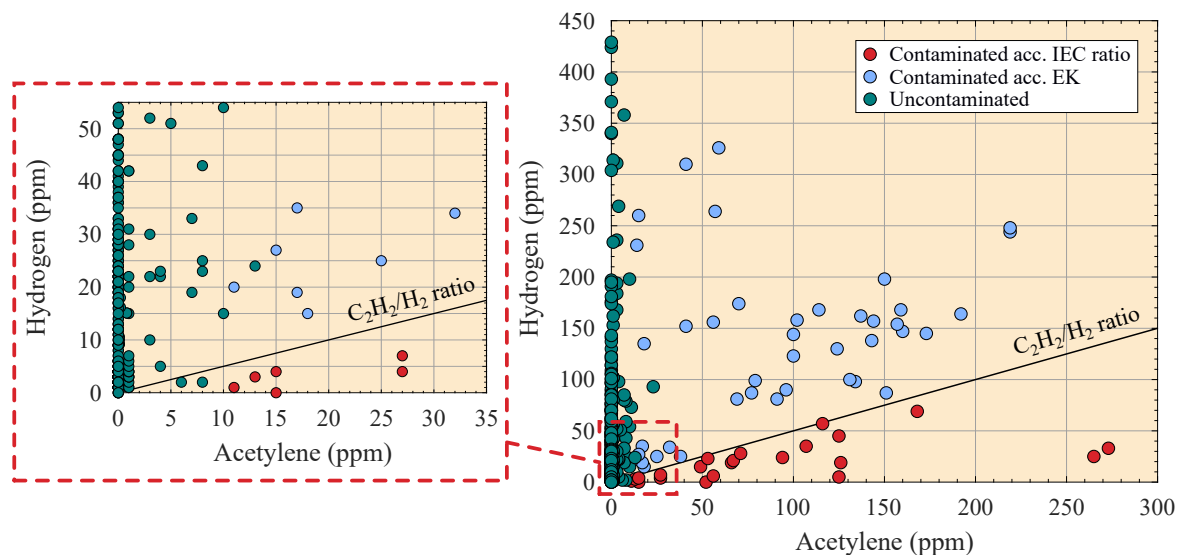 50
40
30
20
10
0
Hydrogen (ppm)
C₂H₂/H₂ ratio
0 5 10 15 20 25 30 35
Acetylene (ppm)
450
400
350
300
250
200
150
100
50
0
Hydrogen (ppm)
Contaminated acc. IEC ratio
Contaminated acc. EK
Uncontaminated
C₂H₂/H₂ ratio
0 50 100 150 200 250 300
Acetylene (ppm)